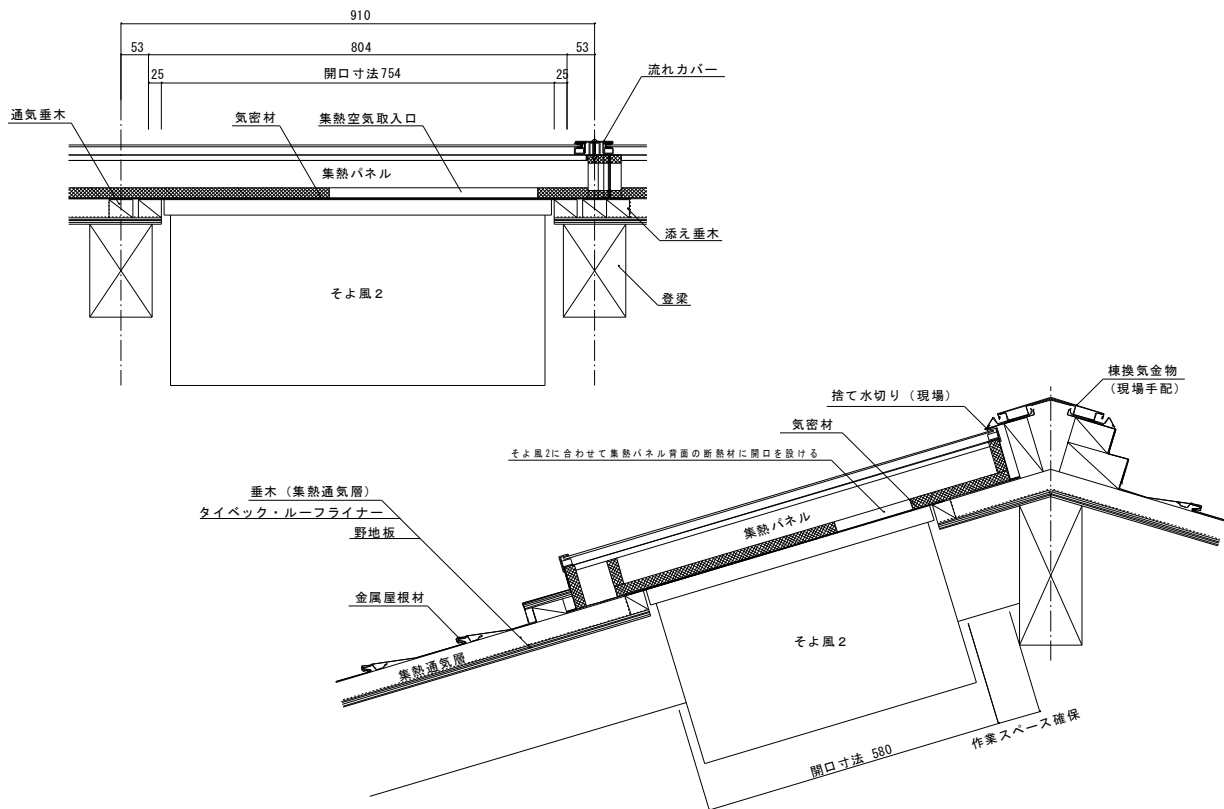 910
53
804
53
25
開口寸法754
25
流れカバー
通気垂木
気密材
集熱空気取入口
集熱パネル
添え垂木
そよ風2
登梁
棟換気金物
(現場手配)
捨て水切り(現場)
気密材
そよ風2に合わせて集熱パネル背面の断熱材に開口を設ける
垂木(集熱通気層)
タイベック・ルーフライナー
野地板
集熱パネル
金属屋根材
そよ風2
集熱通気層
作業スペース確保
開口寸法 580